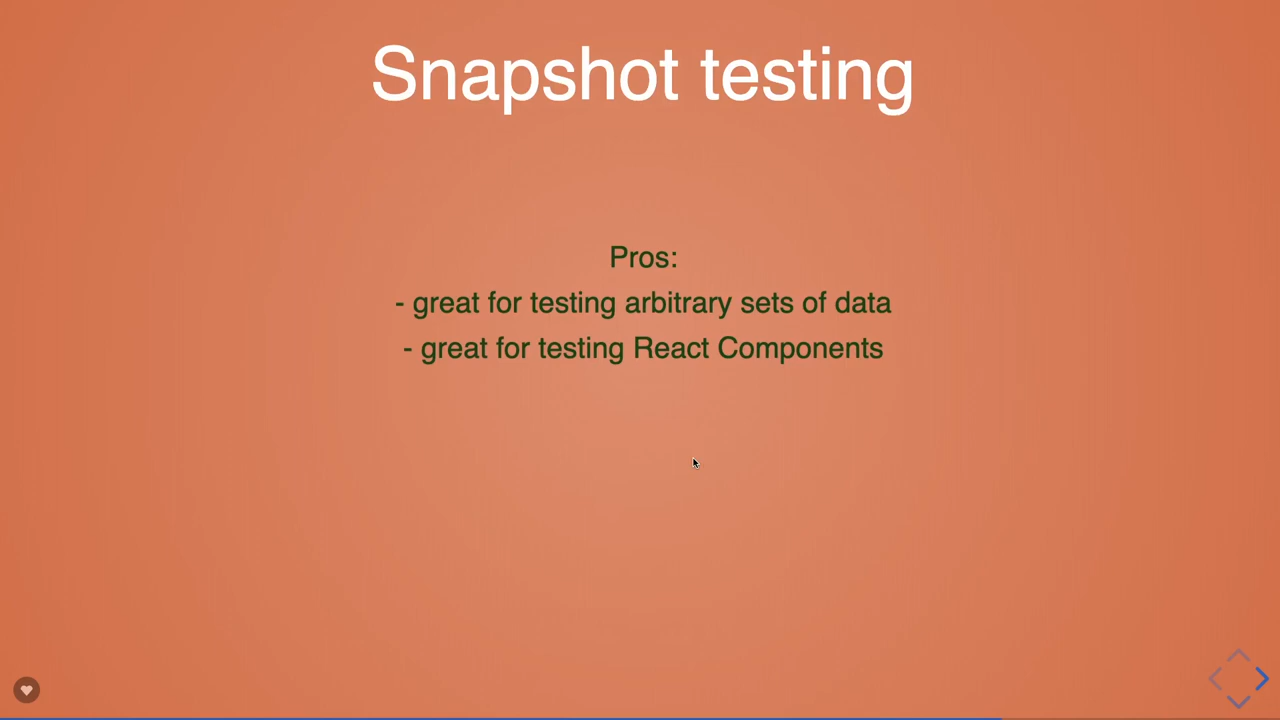 Snapshot testing
Pros:
- great for testing arbitrary sets of data
- great for testing React Components